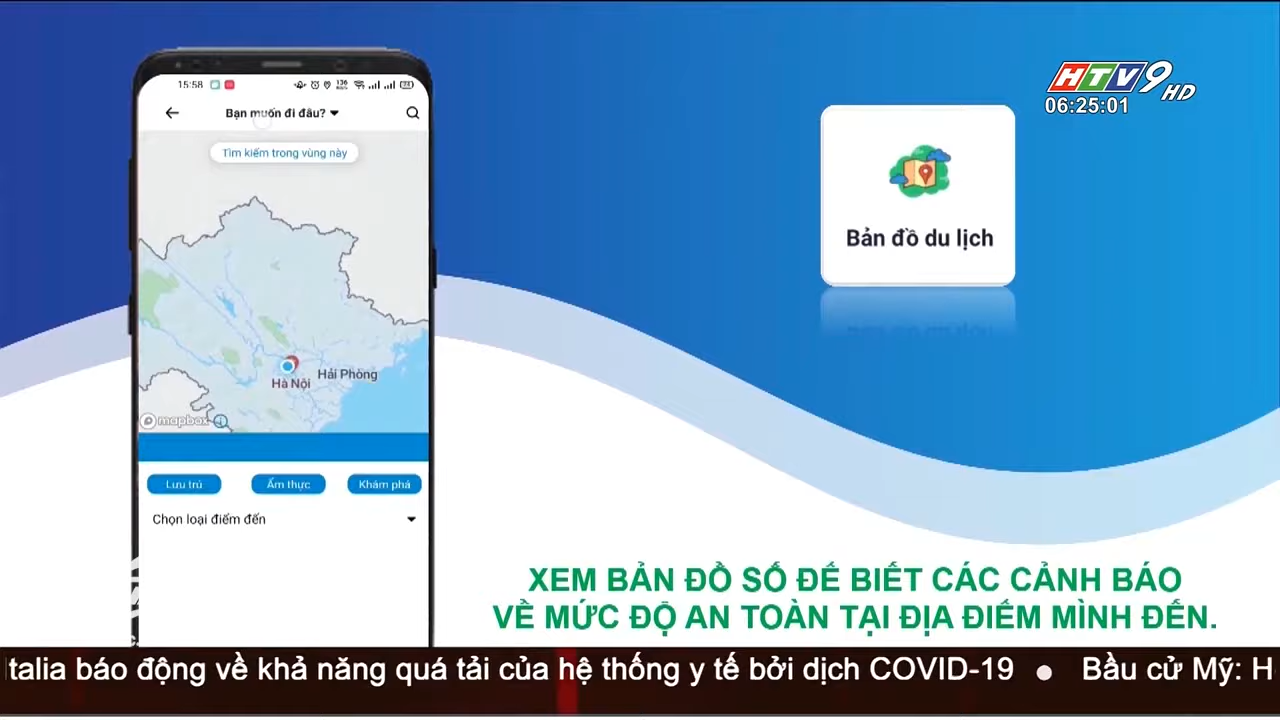 HTV9 HD
06:25:01
15:58
Bạn muốn đi đâu?
Tìm kiếm trong vùng này
Hải Phòng
Hà Nội
mapbox
Lưu trú Ẩm thực Khám phá
Chọn loại điểm đến
Bản đồ du lịch
XEM BẢN ĐỒ SỐ ĐỂ BIẾT CÁC CẢNH BÁO
VỀ MỨC ĐỘ AN TOÀN TẠI ĐỊA ĐIỂM MÌNH ĐẾN.
Italia báo động về khả năng quá tải của hệ thống y tế bởi dịch COVID-19 ● Bầu cử Mỹ: H